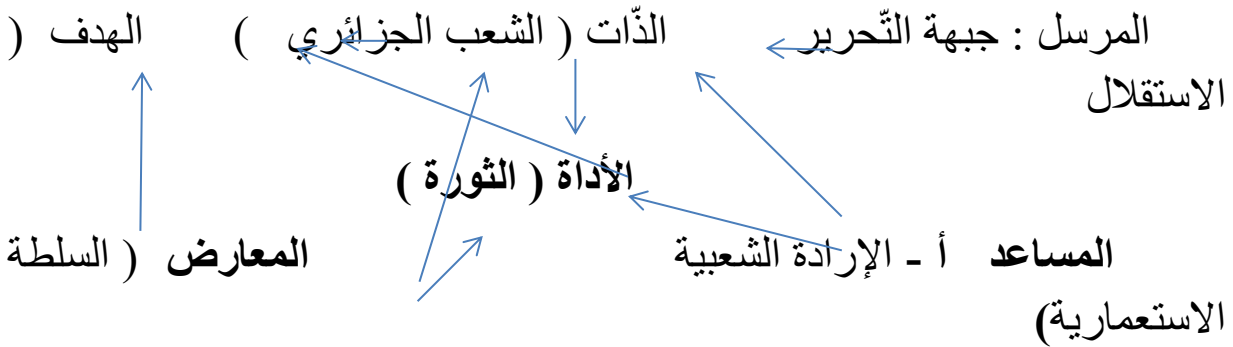 المرسل : جبهة التّحرير الذّات ( الشعب الجزائري ) الهدف (
الاستقلال
الأداة ( الثورة )
المساعد أ - الإرادة الشعبية المعارض ( السلطة
الاستعمارية)